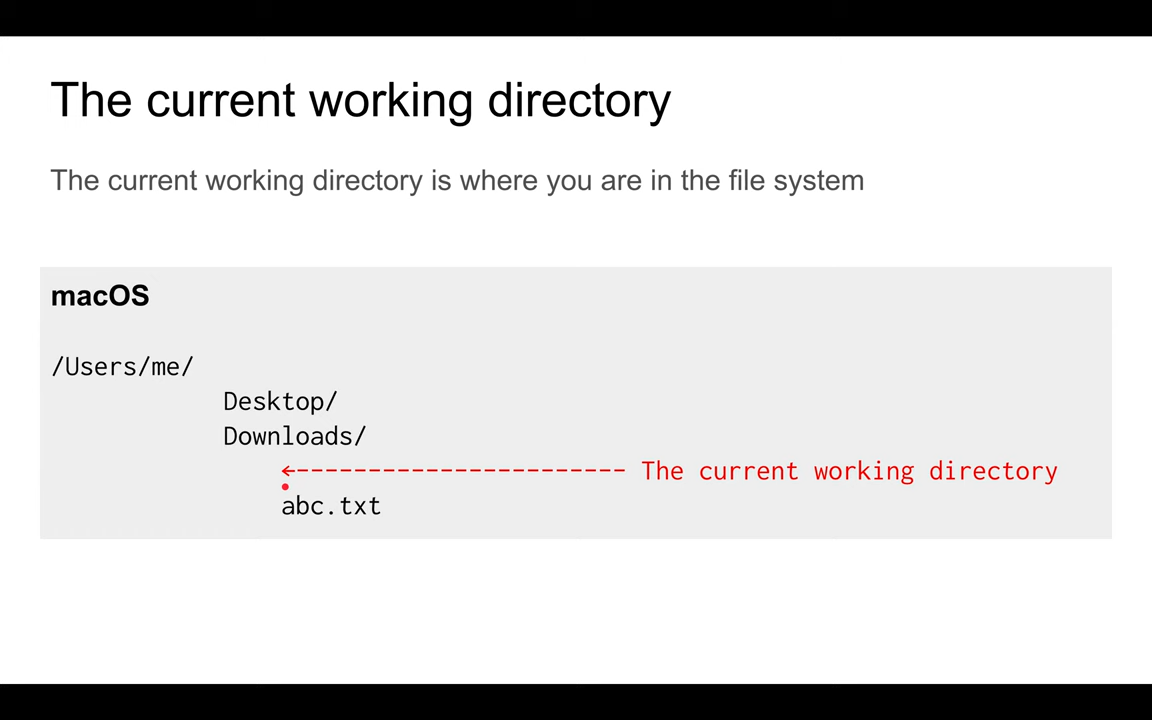 The current working directory
The current working directory is where you are in the file system
macOS
/Users/me/
Desktop/
Downloads/
<----------------------- The current working directory
abc.txt